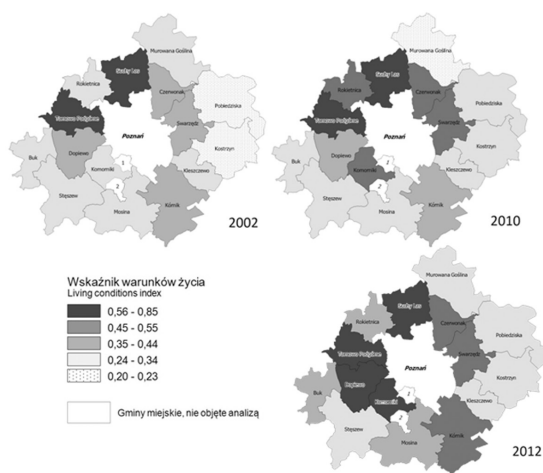 Murowana Goślina
Suchy Las
Rokietnica
Czerwonak
Pobiedziska
Tarnowo Podgórne
Swarzędz
Poznań
Kostrzyn
Buk
Dopiewo
1
Komorniki
Kleszczewo
2
Stęszew
Mosina
Kórnik
2002
Murowana Goślina
Suchy Las
Rokietnica
Czerwonak
Pobiedziska
Tarnowo Podgórne
Swarzędz
Poznań
Kostrzyn
Buk
Dopiewo
1
Komorniki
Kleszczewo
2
Stęszew
Mosina
Kórnik
2010
Wskaźnik warunków życia
Living conditions index
0,56 - 0,85
0,45 - 0,55
0,35 - 0,44
0,24 - 0,34
0,20 - 0,23
Gminy miejskie, nie objęte analizą
Murowana Goślina
Suchy Las
Rokietnica
Czerwonak
Pobiedziska
Tarnowo Podgórne
Swarzędz
Poznań
Kostrzyn
Buk
Dopiewo
1
Komorniki
Kleszczewo
2
Stęszew
Mosina
Kórnik
2012